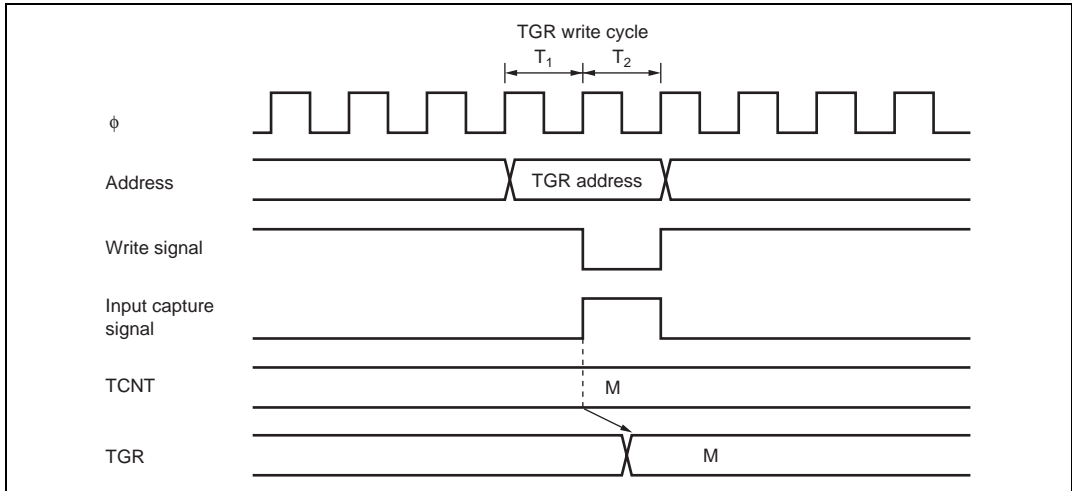 TGR write cycle
T₁ T₂
ϕ
Address
TGR address
Write signal
Input capture
signal
TCNT
M
TGR
M